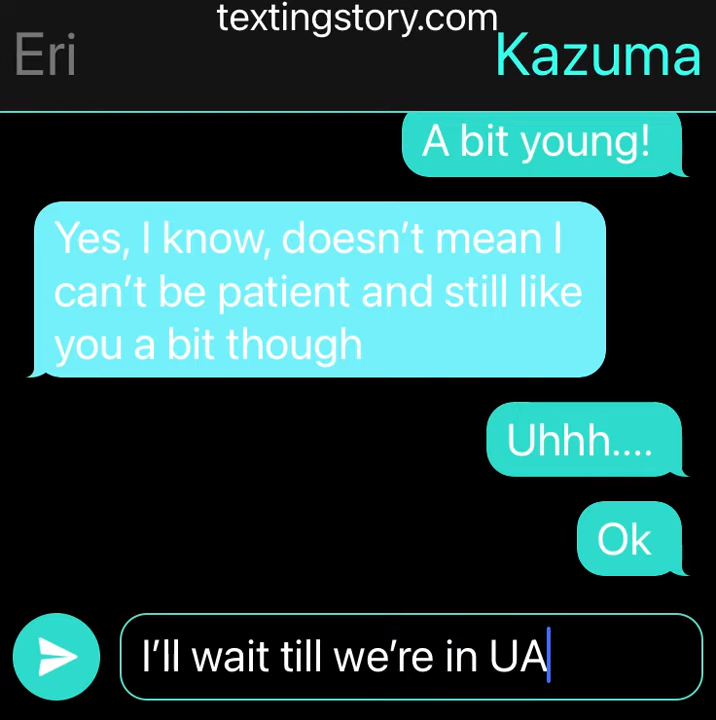 textingstory.com
Eri
Kazuma
A bit young!
Yes, I know, doesn’t mean I
can’t be patient and still like
you a bit though
Uhhh....
Ok
I’ll wait till we’re in UA